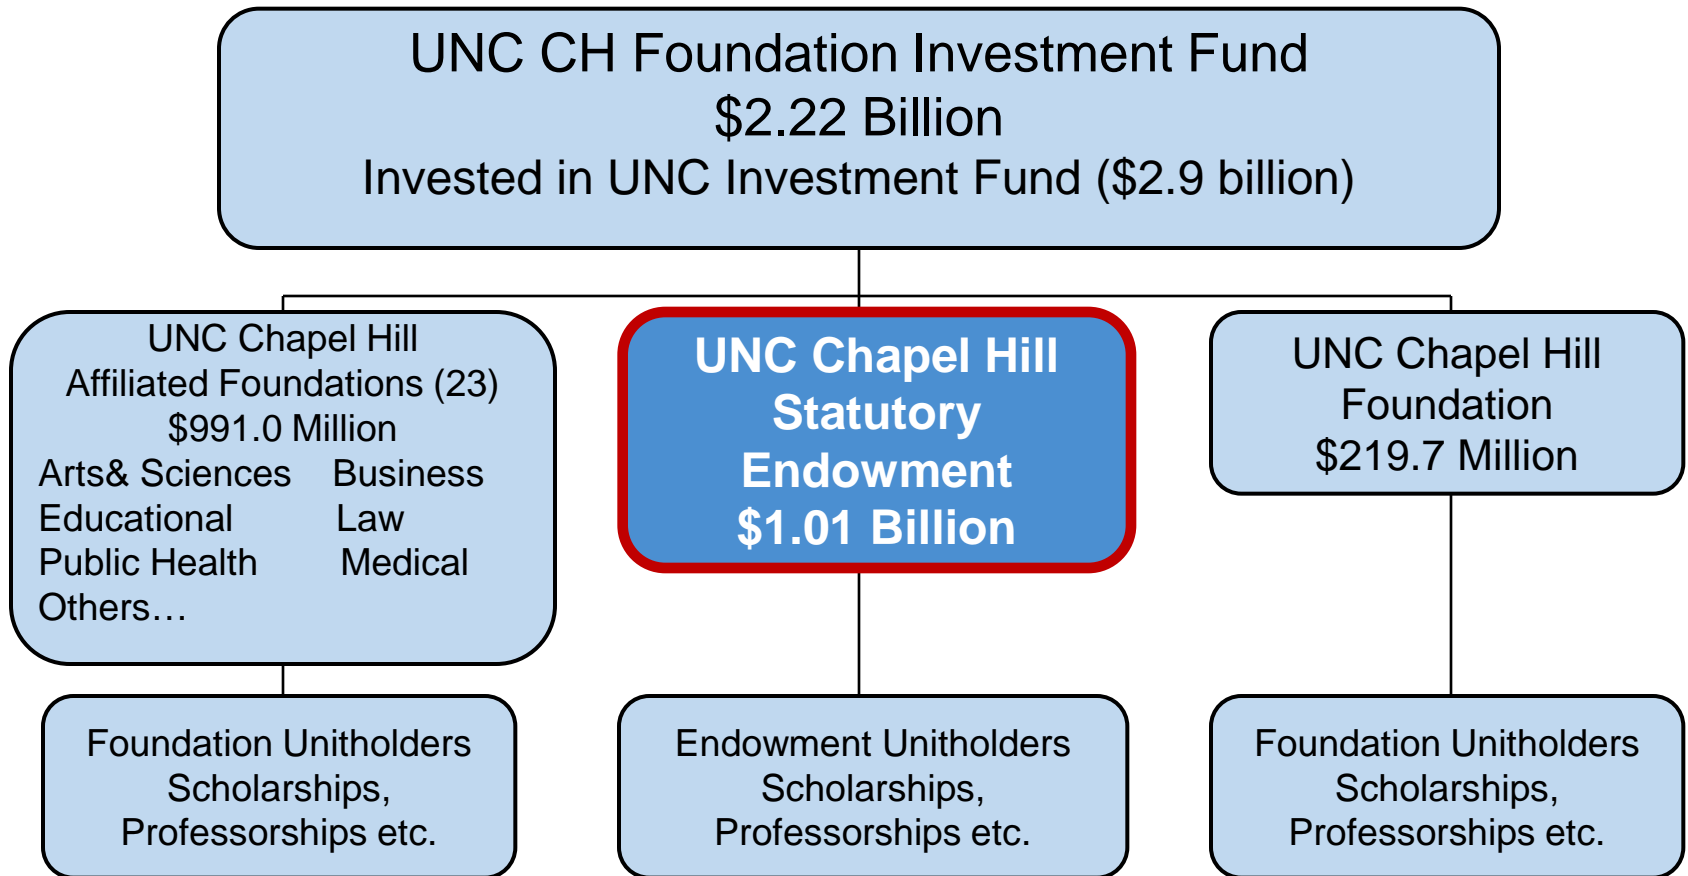 UNC CH Foundation Investment Fund
$2.22 Billion
Invested in UNC Investment Fund ($2.9 billion)
UNC Chapel Hill
Affiliated Foundations (23)
$991.0 Million
Arts& Sciences Business
Educational Law
Public Health Medical
Others…
UNC Chapel Hill
Statutory
Endowment
$1.01 Billion
UNC Chapel Hill
Foundation
$219.7 Million
Foundation Unitholders
Scholarships,
Professorships etc.
Endowment Unitholders
Scholarships,
Professorships etc.
Foundation Unitholders
Scholarships,
Professorships etc.